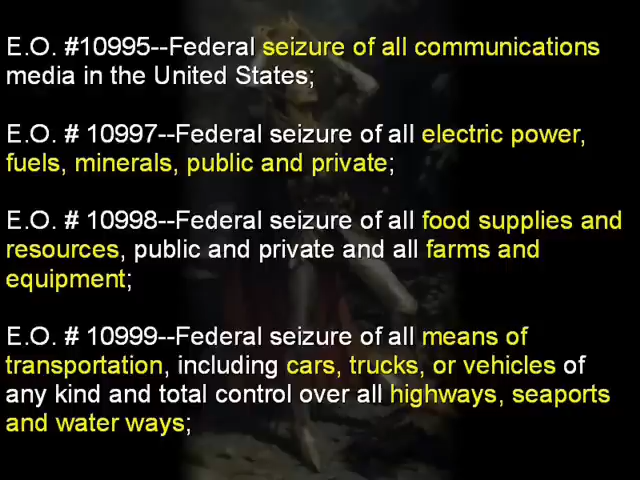 E.O. #10995--Federal seizure of all communications
media in the United States;
E.O. # 10997--Federal seizure of all electric power,
fuels, minerals, public and private;
E.O. # 10998--Federal seizure of all food supplies and
resources, public and private and all farms and
equipment;
E.O. # 10999--Federal seizure of all means of
transportation, including cars, trucks, or vehicles of
any kind and total control over all highways, seaports
and water ways;